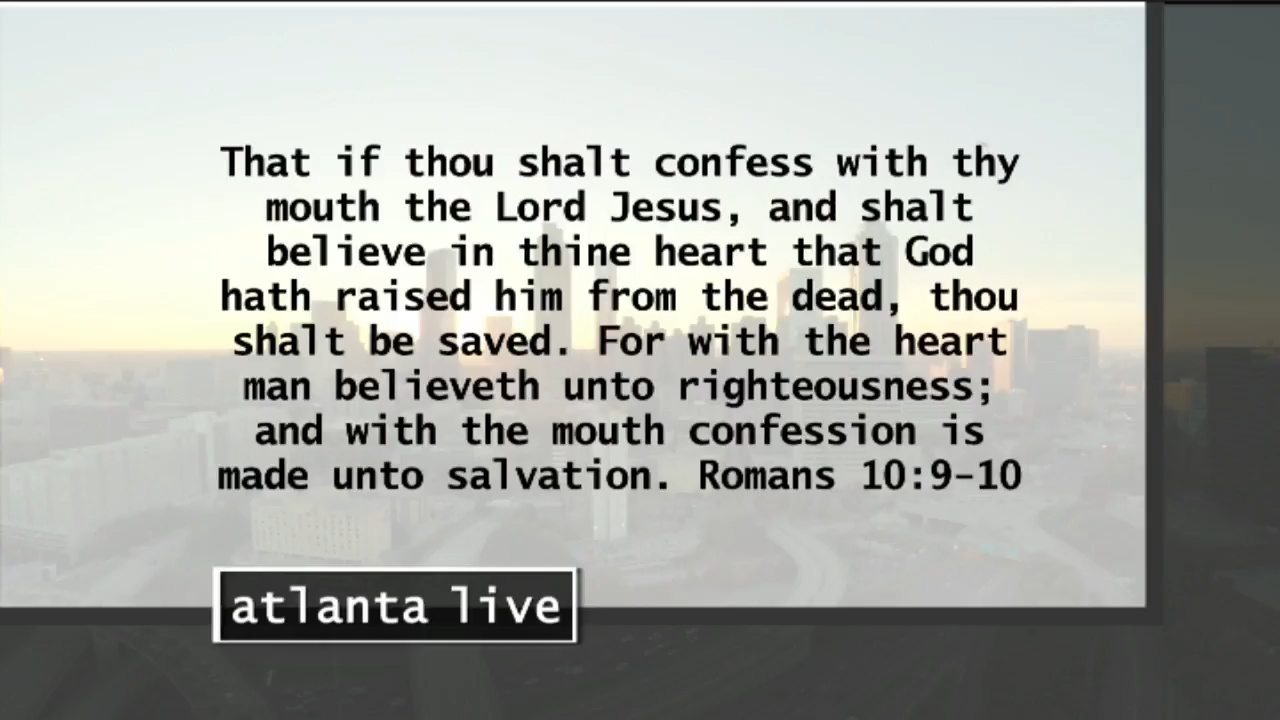 That if thou shalt confess with thy
mouth the Lord Jesus, and shalt
believe in thine heart that God
hath raised him from the dead, thou
shalt be saved. For with the heart
man believeth unto righteousness;
and with the mouth confession is
made unto salvation. Romans 10:9-10
atlanta live